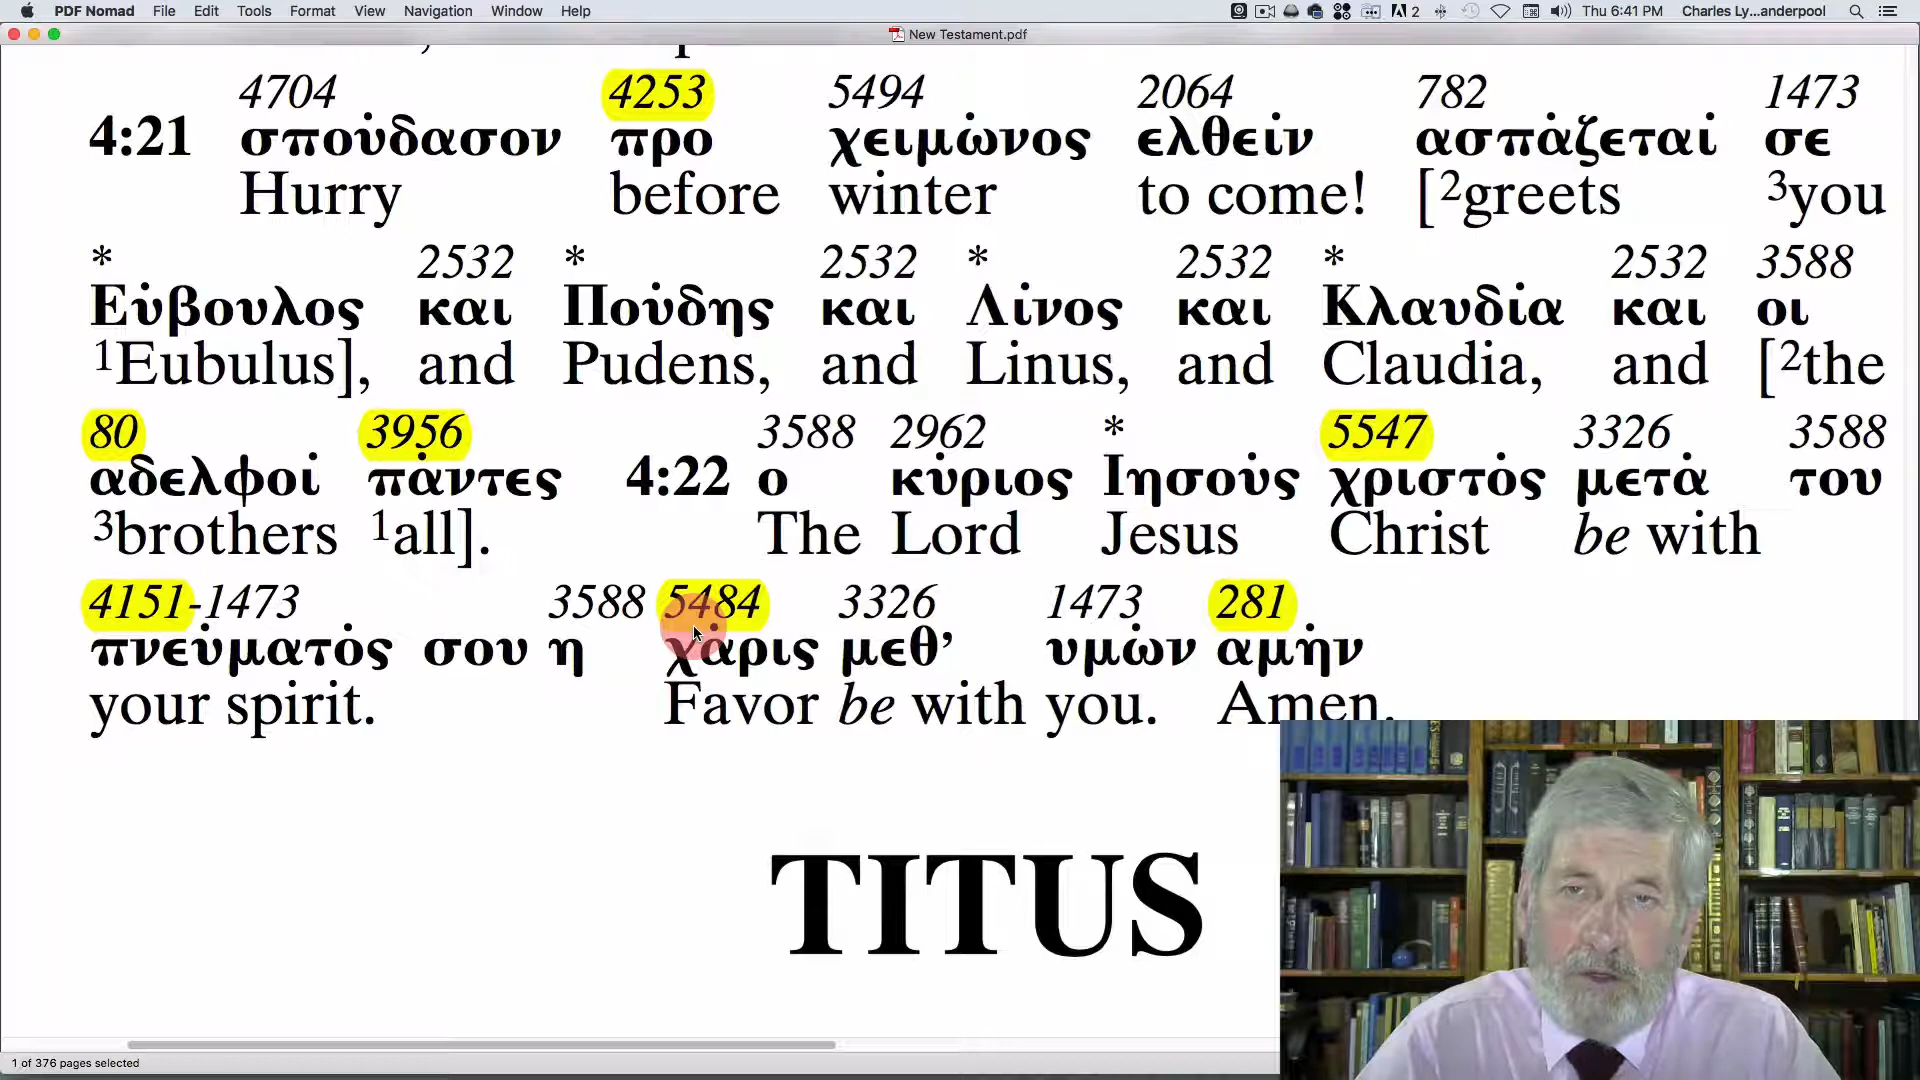 PDF Nomad File Edit Tools Format View Navigation Window Help 2 Thu 6:41 PM Charles Ly...anderpool
New Testament.pdf
4704 4253 5494 2064 782 1473
4:21 σπούδασον προ χειμώνος ελθείν ασπάζεταί σε
Hurry before winter to come! [²greets ³you
* 2532 * 2532 * 2532 * 2532 3588
Εύβουλος και Πούδης και Λίνος και Κλαυδία και οι
¹Eubulus], and Pudens, and Linus, and Claudia, and [²the
80 3956 3588 2962 * 5547 3326 3588
αδελφοί πάντες 4:22 ο κύριος Ιησούς χριστός μετά του
³brothers ¹all]. The Lord Jesus Christ be with
4151-1473 3588 5484 3326 1473 281
πνεύματός σου η χάρις μεθ’ υμών αμήν
your spirit. Favor be with you. Amen.
TITUS
1 of 376 pages selected